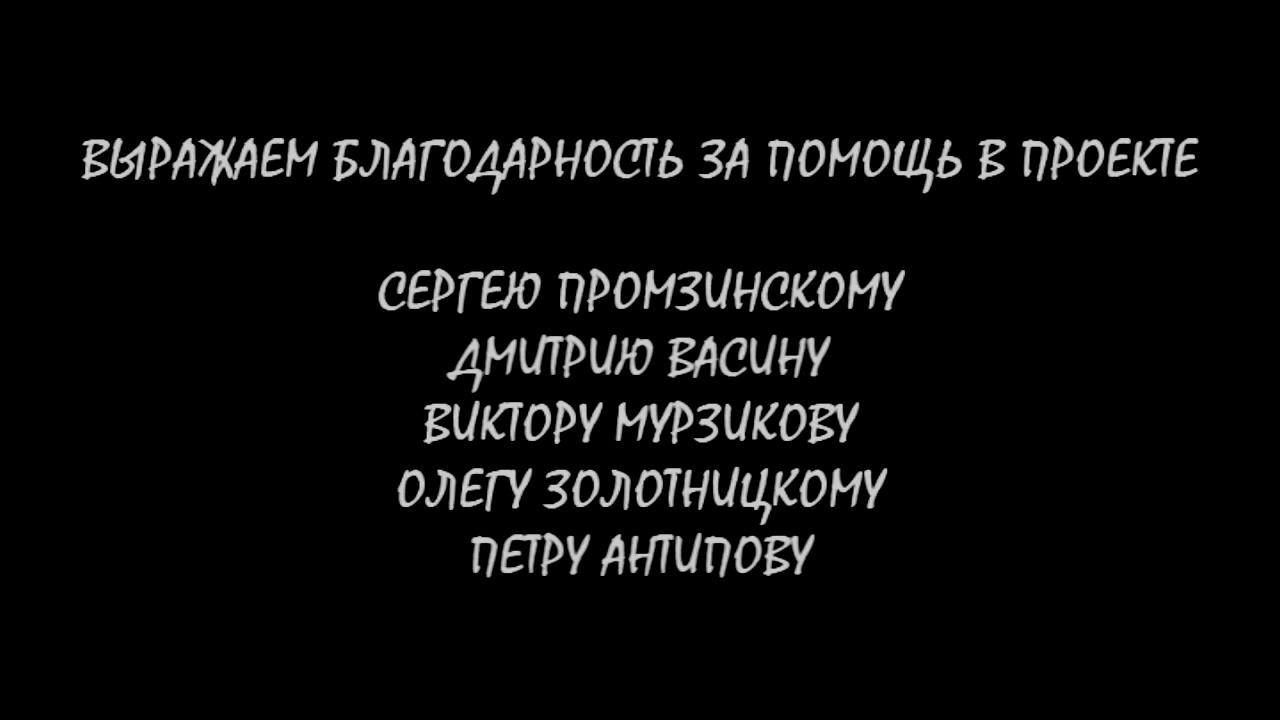 ВЫРАЖАЕМ БЛАГОДАРНОСТЬ ЗА ПОМОЩЬ В ПРОЕКТЕ
СЕРГЕЮ ПРОМЗИНСКОМУ
ДМИТРИЮ ВАСИНУ
ВИКТОРУ МУРЗИКОВУ
ОЛЕГУ ЗОЛОТНИЦКОМУ
ПЕТРУ АНТИПОВУ